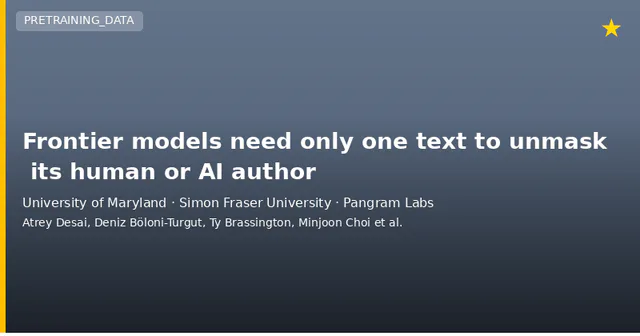 PRETRAINING_DATA
Frontier models need only one text to unmask
its human or AI author
University of Maryland · Simon Fraser University · Pangram Labs
Atrey Desai, Deniz Bölöni-Turgut, Ty Brassington, Minjoon Choi et al.